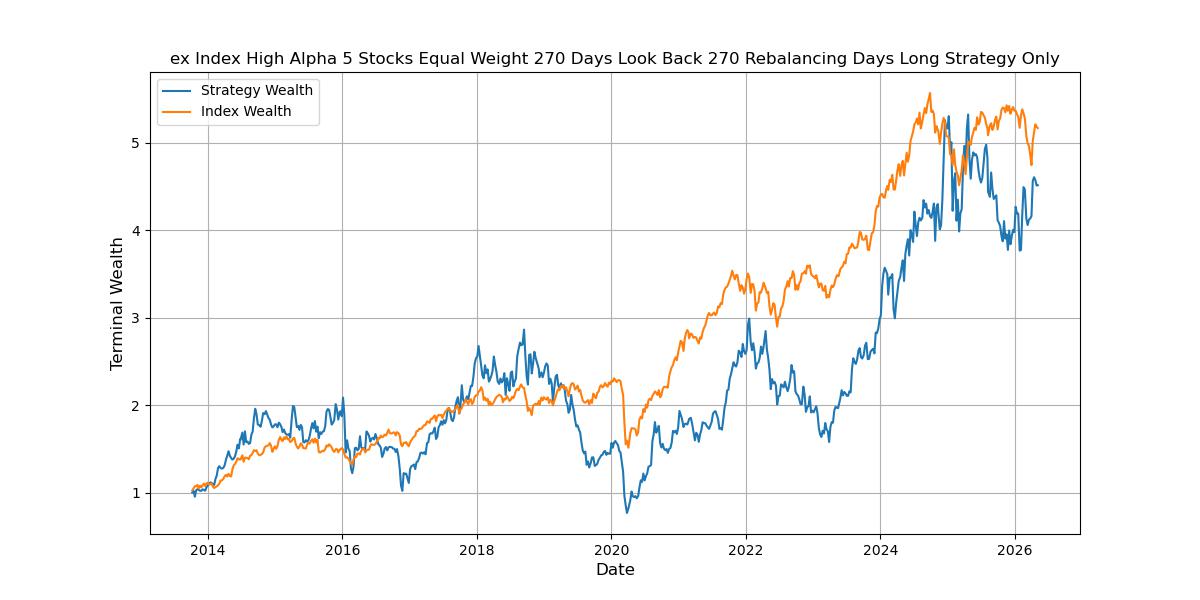 ex Index High Alpha 5 Stocks Equal Weight 270 Days Look Back 270 Rebalancing Days Long Strategy Only
Strategy Wealth
Index Wealth
Terminal Wealth
5
4
3
2
1
2014 2016 2018 2020 2022 2024 2026
Date